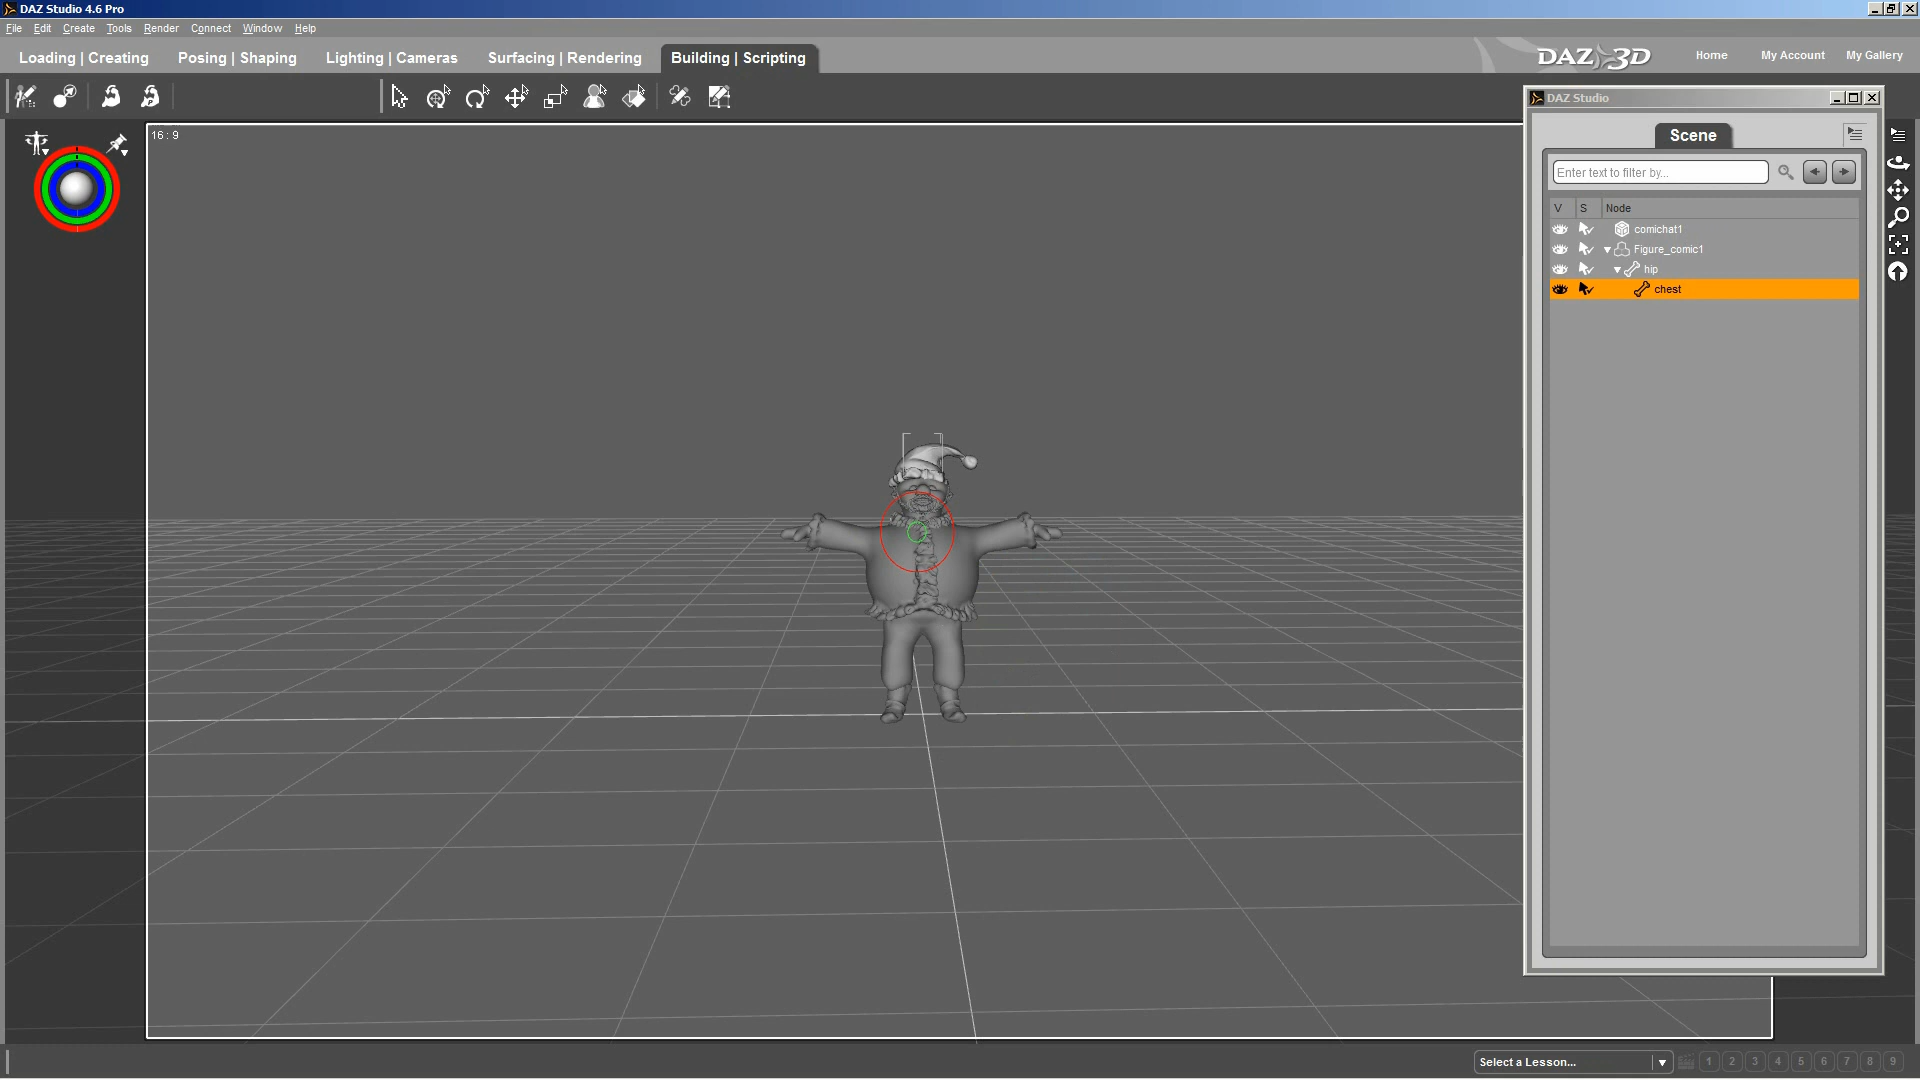 DAZ Studio 4.6 Pro
File Edit Create Tools Render Connect Window Help
Loading | Creating Posing | Shaping Lighting | Cameras Surfacing | Rendering Building | Scripting
DAZ 3D Home My Account My Gallery
DAZ Studio
16 : 9
Scene
Enter text to filter by...
V S Node
comichat1
Figure_comic1
hip
chest
Select a Lesson... 1 2 3 4 5 6 7 8 9